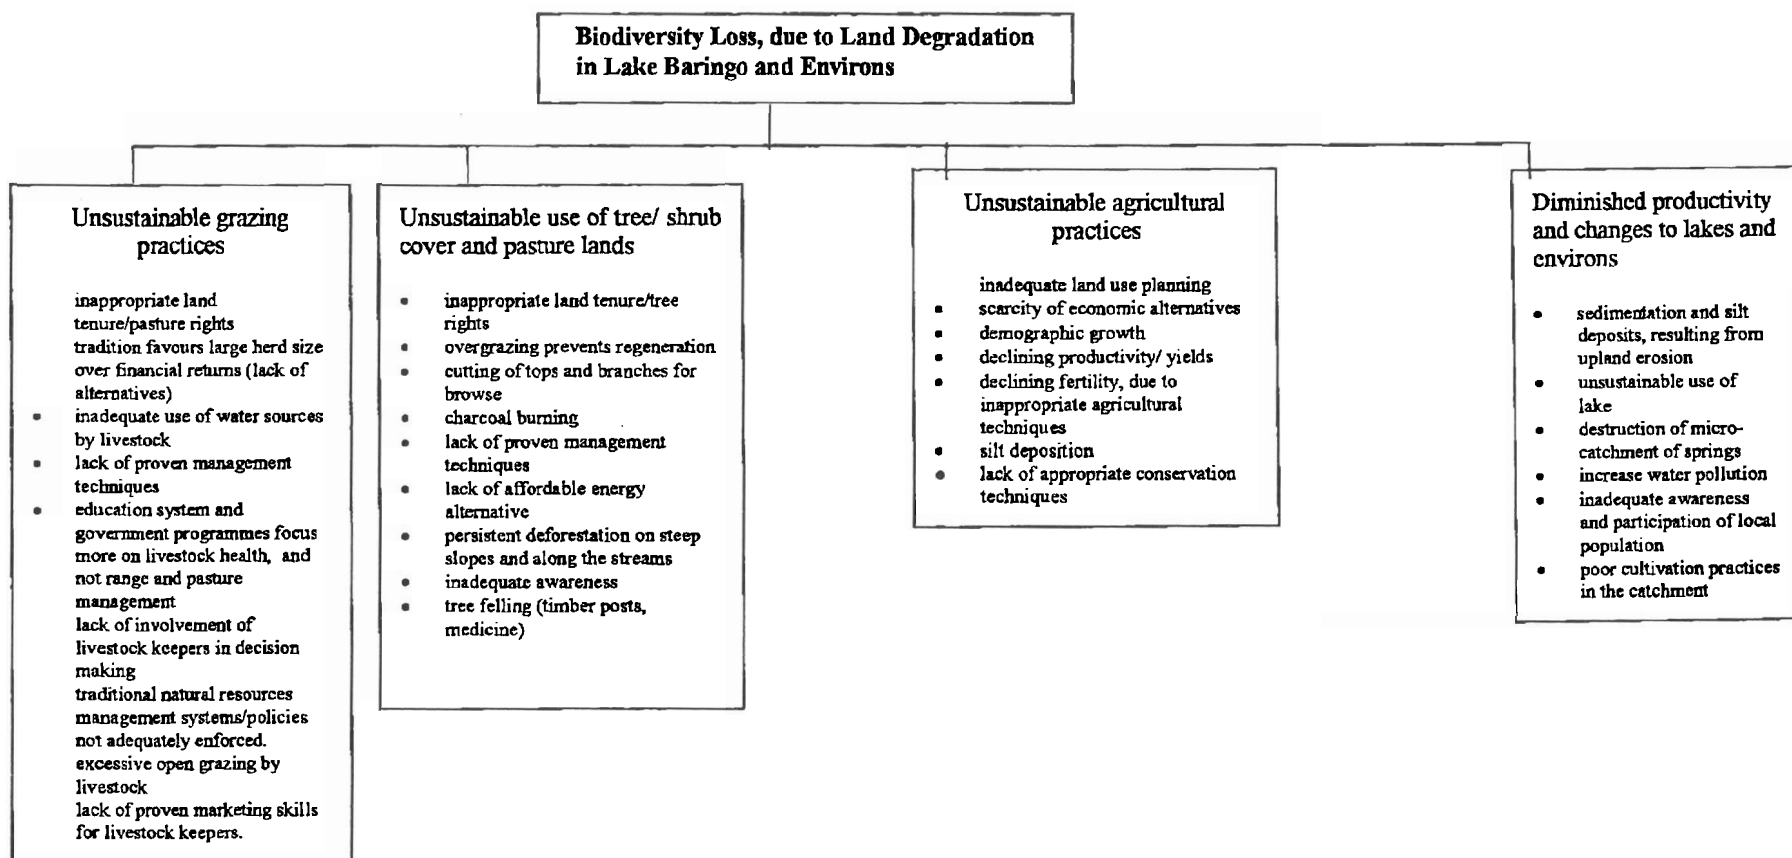 Biodiversity Loss, due to Land Degradation
in Lake Baringo and Environs
Unsustainable grazing
practices
inappropriate land
tenure/pasture rights
tradition favours large herd size
over financial returns (lack of
alternatives)
• inadequate use of water sources
by livestock
• lack of proven management
techniques
• education system and
government programmes focus
more on livestock health, and
not range and pasture
management
lack of involvement of
livestock keepers in decision
making
traditional natural resources
management systems/policies
not adequately enforced.
excessive open grazing by
livestock
lack of proven marketing skills
for livestock keepers.
Unsustainable use of tree/ shrub
cover and pasture lands
• inappropriate land tenure/tree
rights
• overgrazing prevents regeneration
• cutting of tops and branches for
browse
• charcoal burning
• lack of proven management
techniques
• lack of affordable energy
alternative
• persistent deforestation on steep
slopes and along the streams
• inadequate awareness
• tree felling (timber posts,
medicine)
Unsustainable agricultural
practices
inadequate land use planning
• scarcity of economic alternatives
• demographic growth
• declining productivity/ yields
• declining fertility, due to
inappropriate agricultural
techniques
• silt deposition
• lack of appropriate conservation
techniques
Diminished productivity
and changes to lakes and
environs
• sedimentation and silt
deposits, resulting from
upland erosion
• unsustainable use of
lake
• destruction of micro-
catchment of springs
• increase water pollution
• inadequate awareness
and participation of local
population
• poor cultivation practices
in the catchment